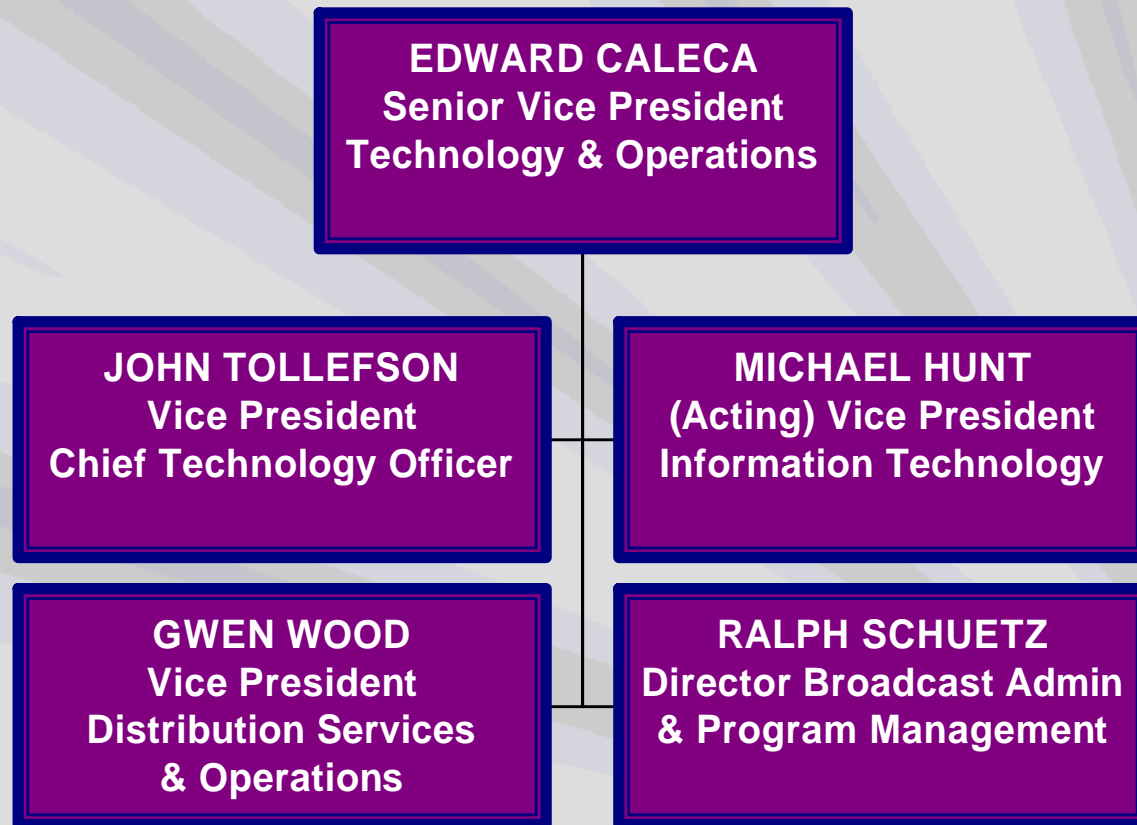 EDWARD CALECA
Senior Vice President
Technology & Operations
JOHN TOLLEFSON
Vice President
Chief Technology Officer
MICHAEL HUNT
(Acting) Vice President
Information Technology
GWEN WOOD
Vice President
Distribution Services
& Operations
RALPH SCHUETZ
Director Broadcast Admin
& Program Management